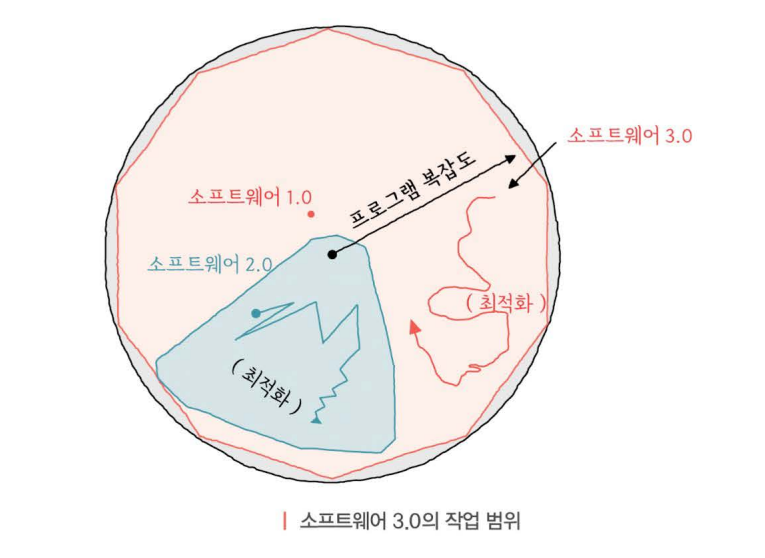 소프트웨어 3.0
프로그램 복잡도
소프트웨어 1.0
소프트웨어 2.0
( 최적화 )
( 최적화 )
소프트웨어 3.0의 작업 범위